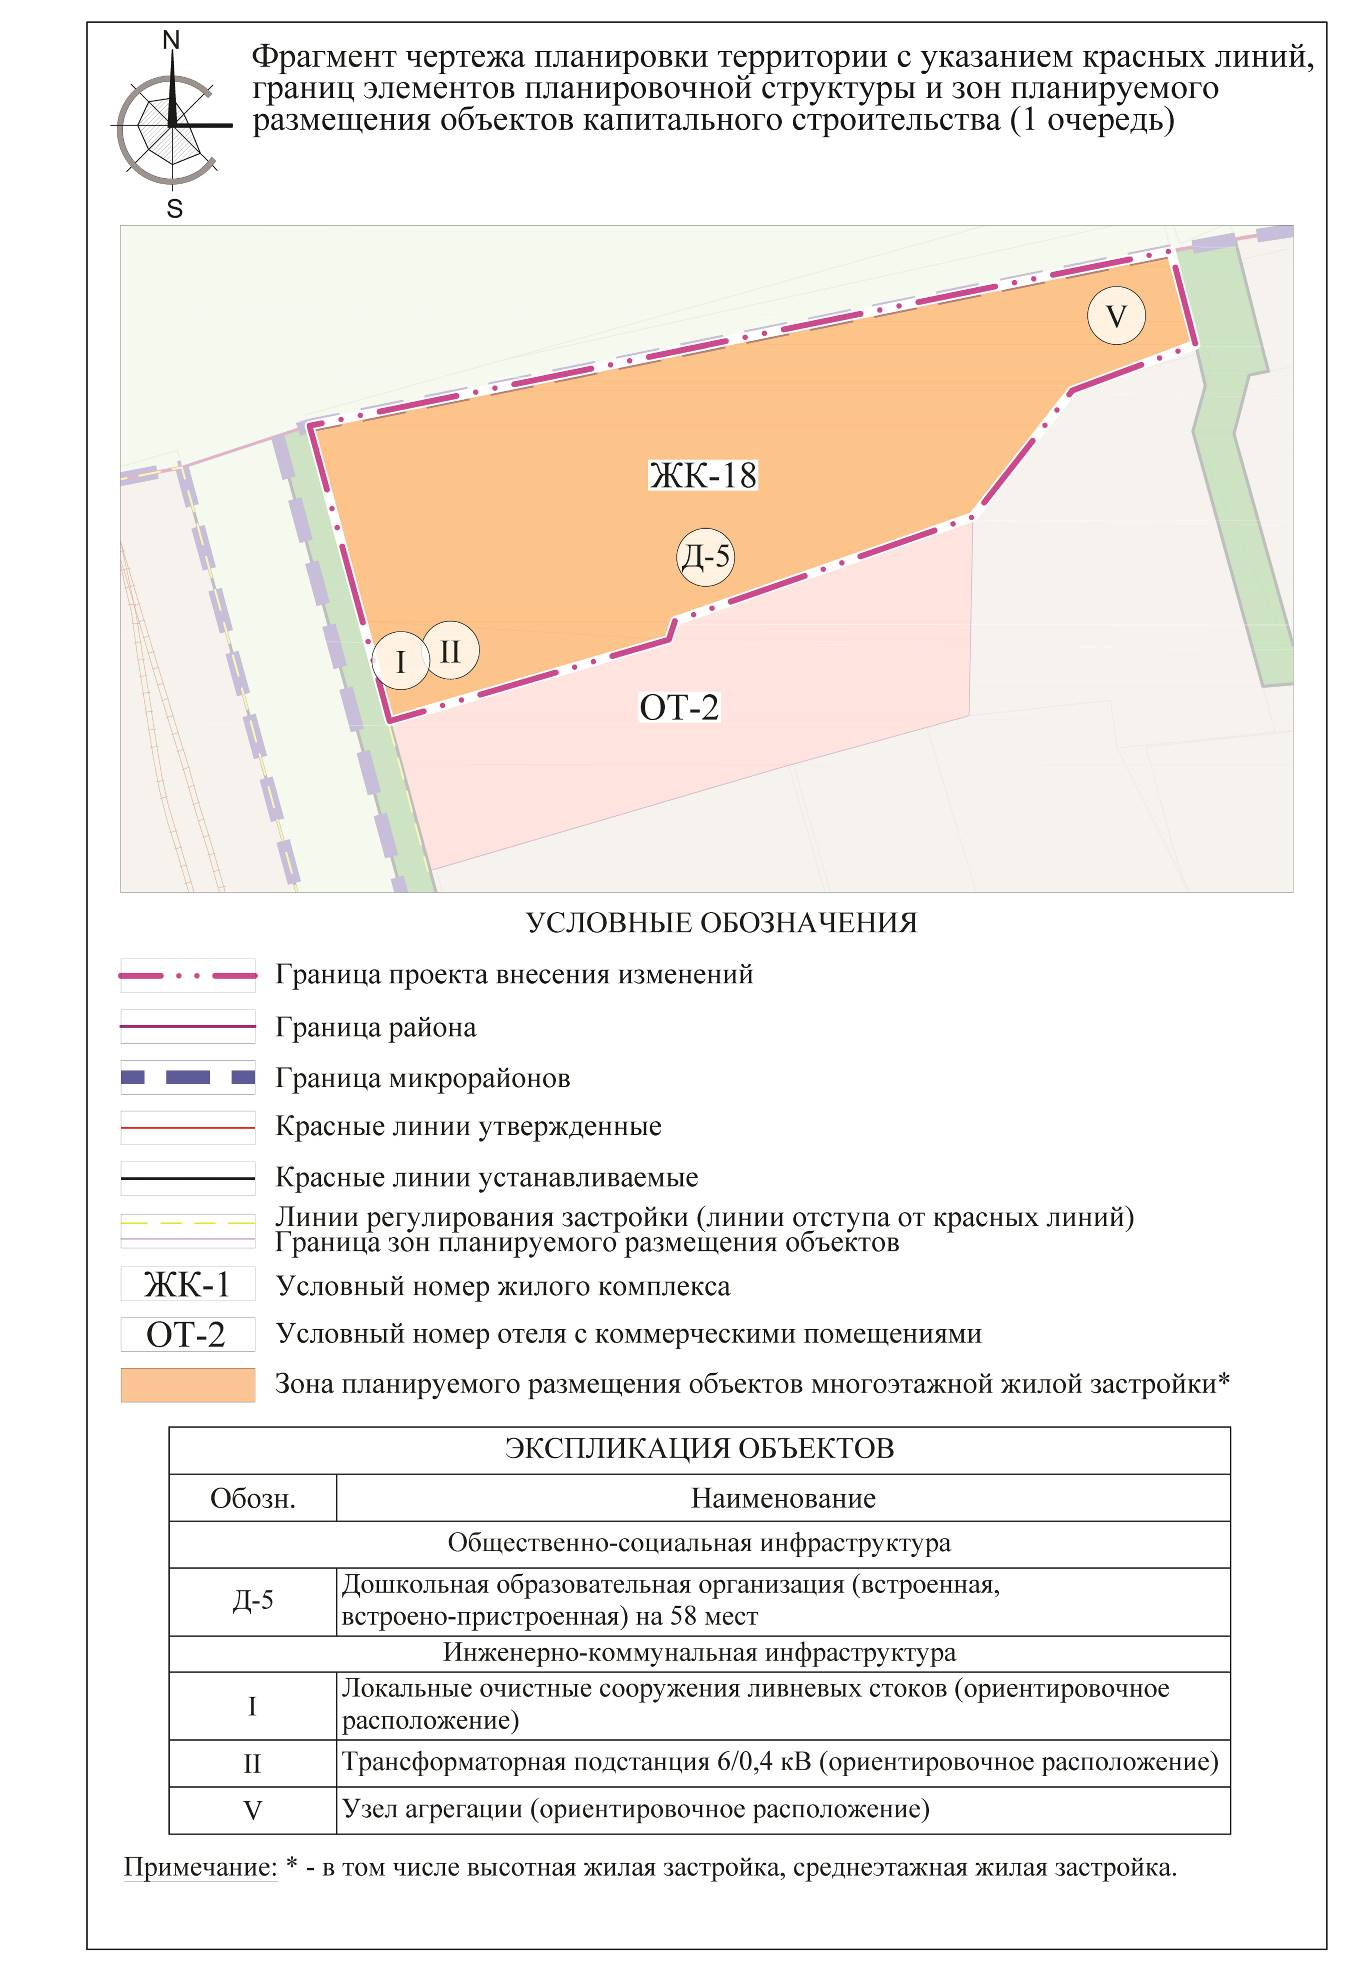 N
S
Фрагмент чертежа планировки территории с указанием красных линий,
границ элементов планировочной структуры и зон планируемого
размещения объектов капитального строительства (1 очередь)
V
ЖК-18
Д-5
I
II
ОТ-2
УСЛОВНЫЕ ОБОЗНАЧЕНИЯ
Граница проекта внесения изменений
Граница района
Граница микрорайонов
Красные линии утвержденные
Красные линии устанавливаемые
Линии регулирования застройки (линии отступа от красных линий)
Граница зон планируемого размещения объектов
ЖК-1 Условный номер жилого комплекса
ОТ-2 Условный номер отеля с коммерческими помещениями
Зона планируемого размещения объектов многоэтажной жилой застройки*
ЭКСПЛИКАЦИЯ ОБЪЕКТОВ
Обозн. Наименование
Общественно-социальная инфраструктура
Д-5 Дошкольная образовательная организация (встроенная,
встроено-пристроенная) на 58 мест
Инженерно-коммунальная инфраструктура
I Локальные очистные сооружения ливневых стоков (ориентировочное
расположение)
II Трансформаторная подстанция 6/0,4 кВ (ориентировочное расположение)
V Узел агрегации (ориентировочное расположение)
Примечание: * - в том числе высотная жилая застройка, среднеэтажная жилая застройка.